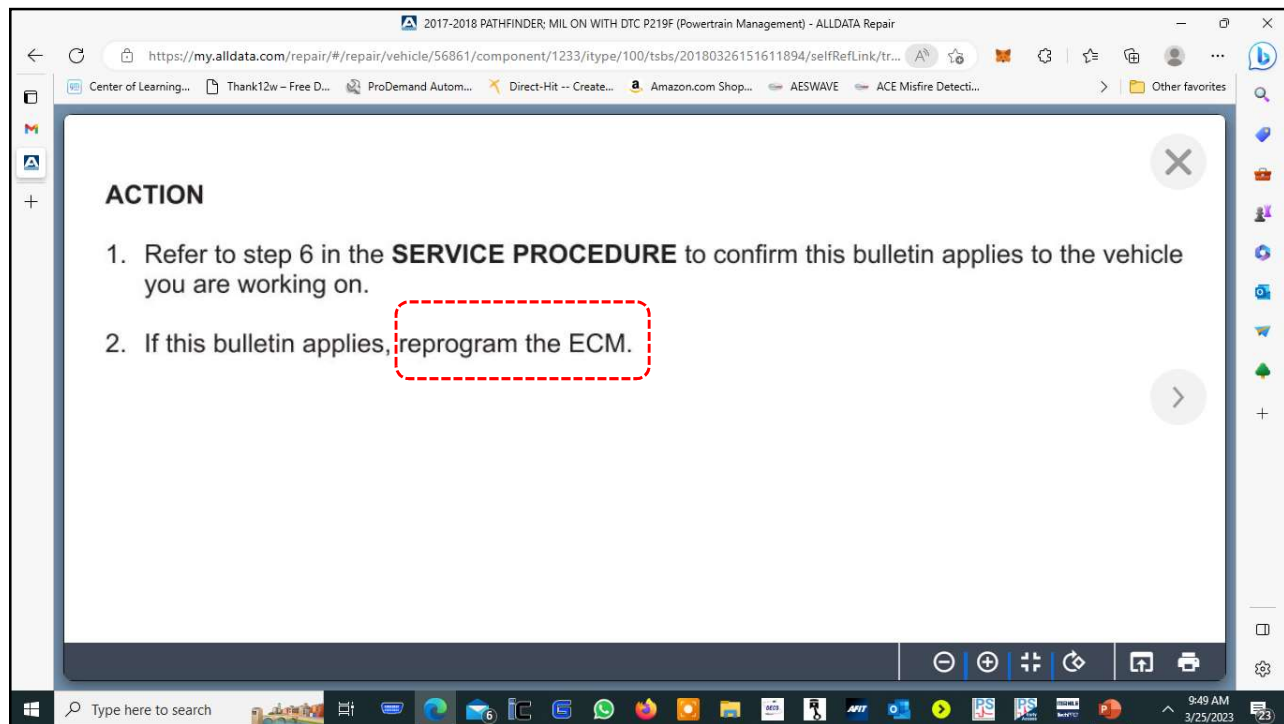 2017-2018 PATHFINDER; MIL ON WITH DTC P219F (Powertrain Management) - ALLDATA Repair
https://my.alldata.com/repair/#/repair/vehicle/56861/component/1233/itype/100/tsbs/20180326151611894/selfRefLink/tr...
Center of Learning... Thank12w – Free D... ProDemand Autom... Direct-Hit -- Create... Amazon.com Shop... AESWAVE ACE Misfire Detecti... Other favorites
ACTION
1. Refer to step 6 in the SERVICE PROCEDURE to confirm this bulletin applies to the vehicle
you are working on.
2. If this bulletin applies, reprogram the ECM.
Type here to search
9:49 AM
3/25/2023